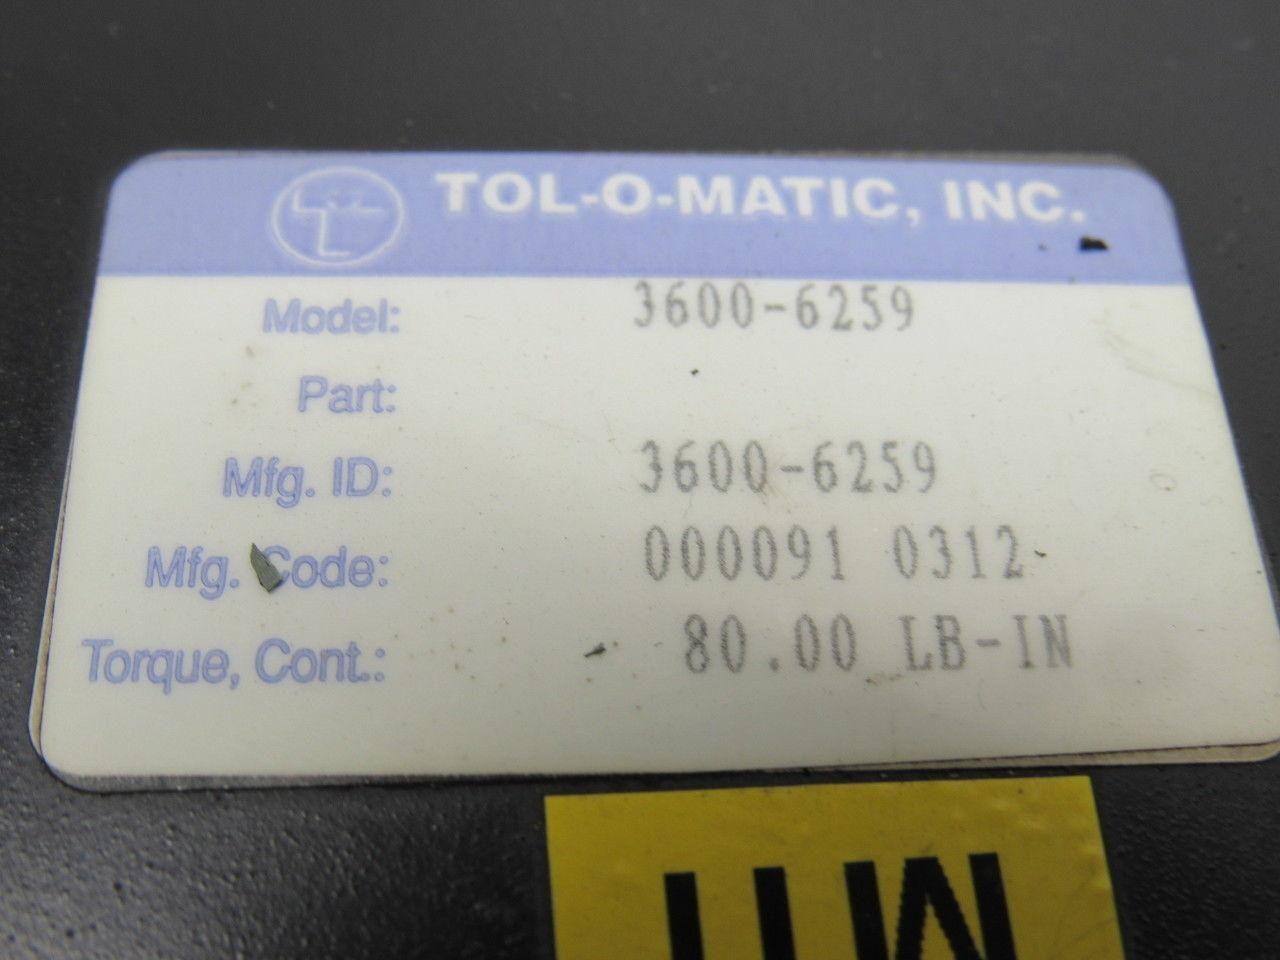 TOL-O-MATIC, INC.
Model: 3600-6259
Part:
Mfg. ID: 3600-6259
Mfg. Code: 000091 0312
Torque, Cont.: 80.00 LB-IN